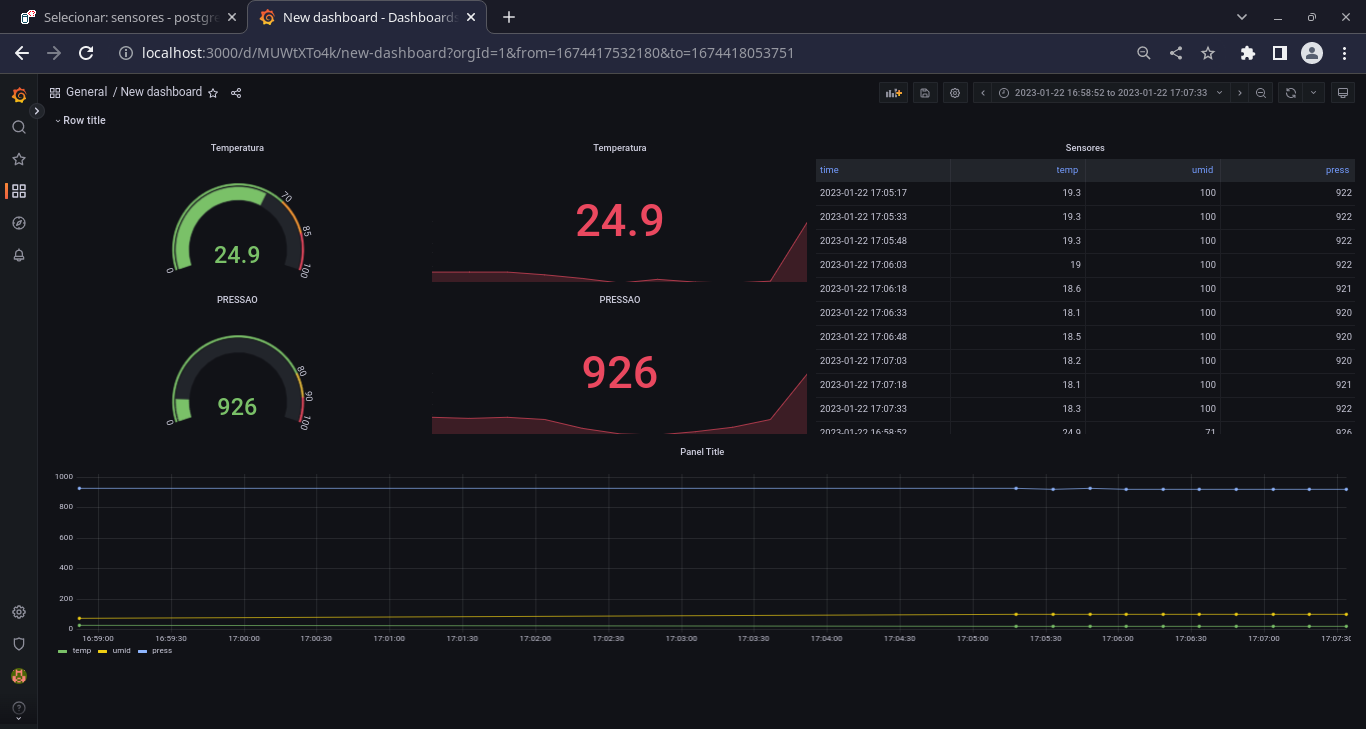 Selecionar: sensores - postgre
New dashboard - Dashboards
localhost:3000/d/MUWtXTo4k/new-dashboard?orgId=1&from=1674417532180&to=1674418053751
General / New dashboard
2023-01-22 16:58:52 to 2023-01-22 17:07:33
Row title
Temperatura
0
70
85
100
24.9
Temperatura
24.9
Sensores
time temp umid press
2023-01-22 17:05:17 19.3 100 922
2023-01-22 17:05:33 19.3 100 922
2023-01-22 17:05:48 19.3 100 922
2023-01-22 17:06:03 19 100 922
2023-01-22 17:06:18 18.6 100 921
2023-01-22 17:06:33 18.1 100 920
2023-01-22 17:06:48 18.5 100 920
2023-01-22 17:07:03 18.2 100 920
2023-01-22 17:07:18 18.1 100 921
2023-01-22 17:07:33 18.3 100 922
2023-01-22 16:58:52 24.9 71 926
PRESSAO
0
80
90
100
926
PRESSAO
926
Panel Title
1000
800
600
400
200
0
16:59:00 16:59:30 17:00:00 17:00:30 17:01:00 17:01:30 17:02:00 17:02:30 17:03:00 17:03:30 17:04:00 17:04:30 17:05:00 17:05:30 17:06:00 17:06:30 17:07:00 17:07:30
temp umid press